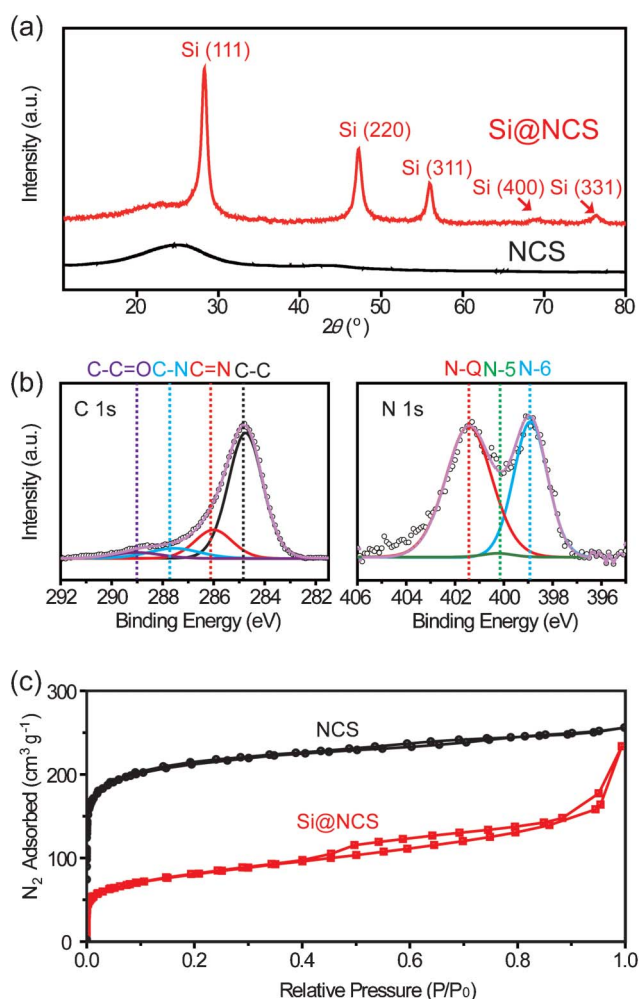 (a)
Si (111)
Si (220)
Si@NCS
Si (311)
Si (400) Si (331)
NCS
Intensity (a.u.)
20 30 40 50 60 70 80
2θ (°)
(b)
C-C=O C-N C=N C-C
C 1s
Intensity (a.u.)
292 290 288 286 284 282
Binding Energy (eV)
N-Q N-5 N-6
N 1s
406 404 402 400 398 396
Binding Energy (eV)
(c)
300
200
100
0
N₂ Adsorbed (cm³ g⁻¹)
NCS
Si@NCS
0.0 0.2 0.4 0.6 0.8 1.0
Relative Pressure (P/P₀)